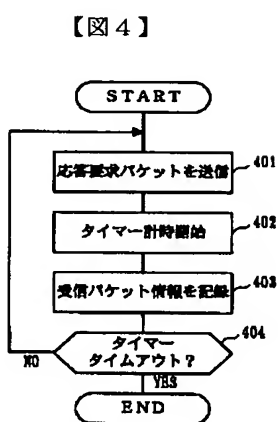 【図4】
START
応答要求パケットを送信
401
タイマー計時開始
402
受信パケット情報を記録
403
タイマー
タイムアウト？
404
NO
YES
END